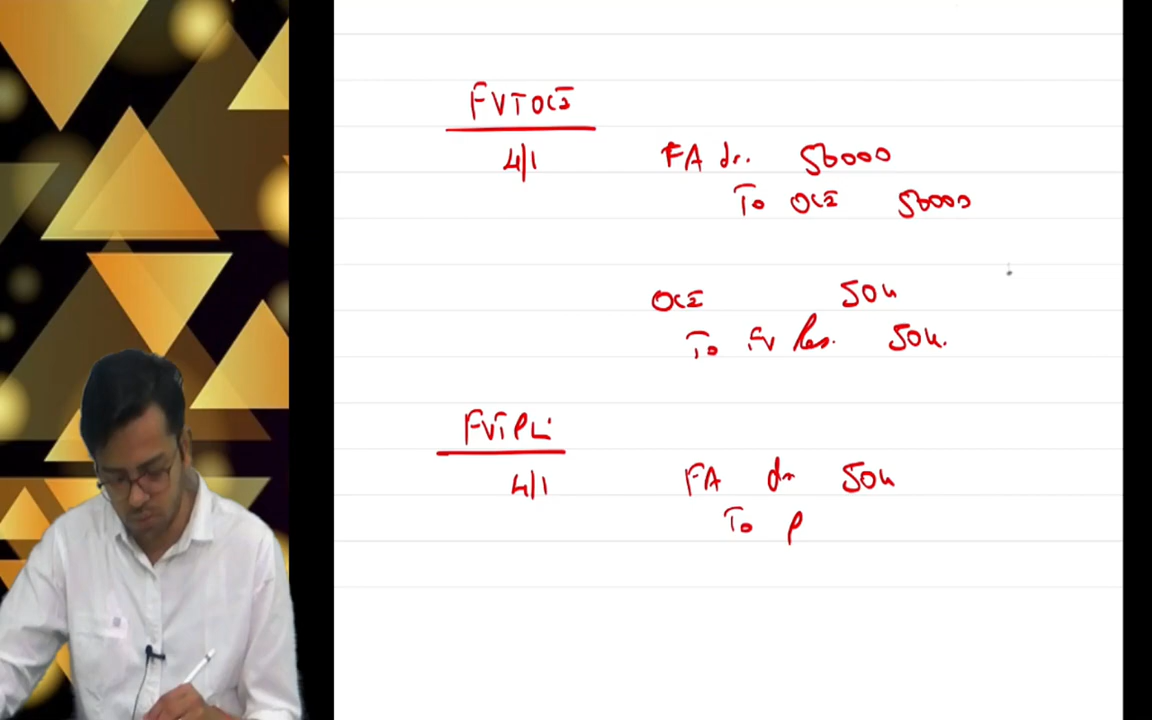 FVTOCI
4/1 FA dr. 50000
To OCI 50000
OCI 50k
To FV Res. 50k.
FVTPL
4/1 FA dr 50k
To P